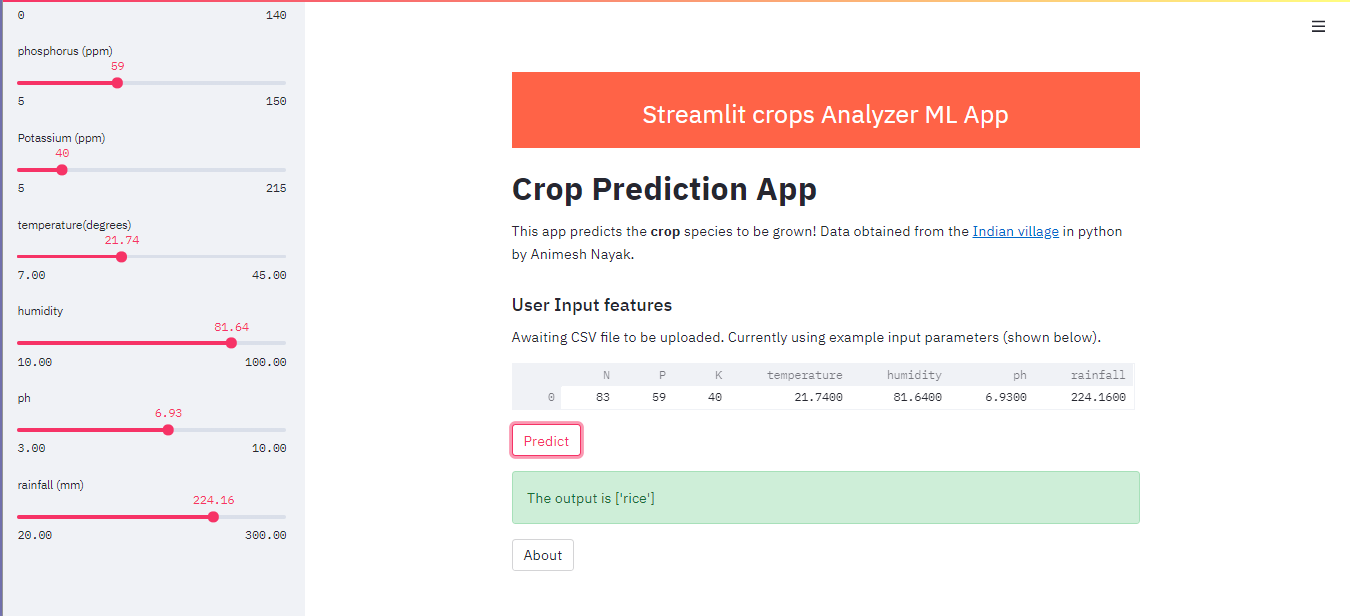 0 140
phosphorus (ppm)
59
5 150
Potassium (ppm)
40
5 215
temperature(degrees)
21.74
7.00 45.00
humidity
81.64
10.00 100.00
ph
6.93
3.00 10.00
rainfall (mm)
224.16
20.00 300.00
Streamlit crops Analyzer ML App
Crop Prediction App
This app predicts the crop species to be grown! Data obtained from the Indian village in python
by Animesh Nayak.
User Input features
Awaiting CSV file to be uploaded. Currently using example input parameters (shown below).
N P K temperature humidity ph rainfall
0 83 59 40 21.7400 81.6400 6.9300 224.1600
Predict
The output is ['rice']
About